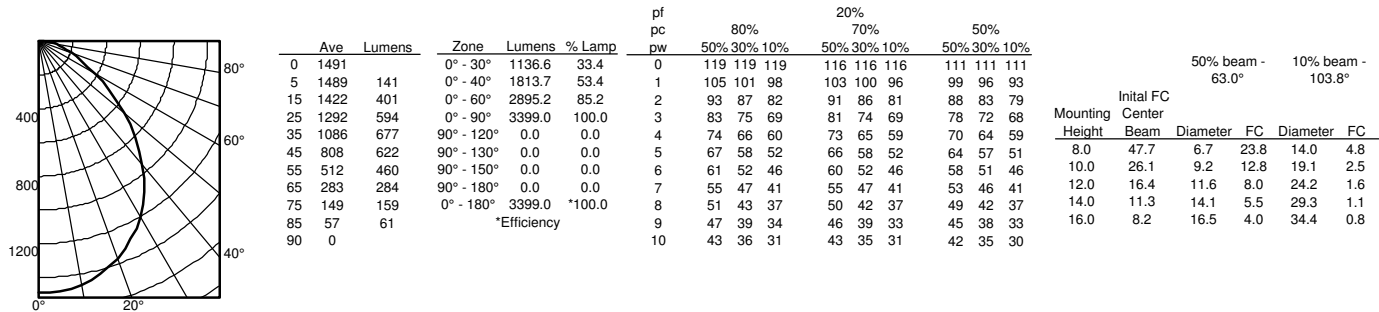 80°
400
60°
800
1200
40°
0° 20°
Ave Lumens
0 1491
5 1489 141
15 1422 401
25 1292 594
35 1086 677
45 808 622
55 512 460
65 283 284
75 149 159
85 57 61
90 0
Zone Lumens % Lamp
0° - 30° 1136.6 33.4
0° - 40° 1813.7 53.4
0° - 60° 2895.2 85.2
0° - 90° 3399.0 100.0
90° - 120° 0.0 0.0
90° - 130° 0.0 0.0
90° - 150° 0.0 0.0
90° - 180° 0.0 0.0
0° - 180° 3399.0 *100.0
*Efficiency
pf 20%
pc 80% 70% 50%
pw 50% 30% 10% 50% 30% 10% 50% 30% 10%
0 119 119 119 116 116 116 111 111 111
1 105 101 98 103 100 96 99 96 93
2 93 87 82 91 86 81 88 83 79
3 83 75 69 81 74 69 78 72 68
4 74 66 60 73 65 59 70 64 59
5 67 58 52 66 58 52 64 57 51
6 61 52 46 60 52 46 58 51 46
7 55 47 41 55 47 41 53 46 41
8 51 43 37 50 42 37 49 42 37
9 47 39 34 46 39 33 45 38 33
10 43 36 31 43 35 31 42 35 30
50% beam - 10% beam -
63.0° 103.8°
Inital FC
Mounting Center
Height Beam Diameter FC Diameter FC
8.0 47.7 6.7 23.8 14.0 4.8
10.0 26.1 9.2 12.8 19.1 2.5
12.0 16.4 11.6 8.0 24.2 1.6
14.0 11.3 14.1 5.5 29.3 1.1
16.0 8.2 16.5 4.0 34.4 0.8